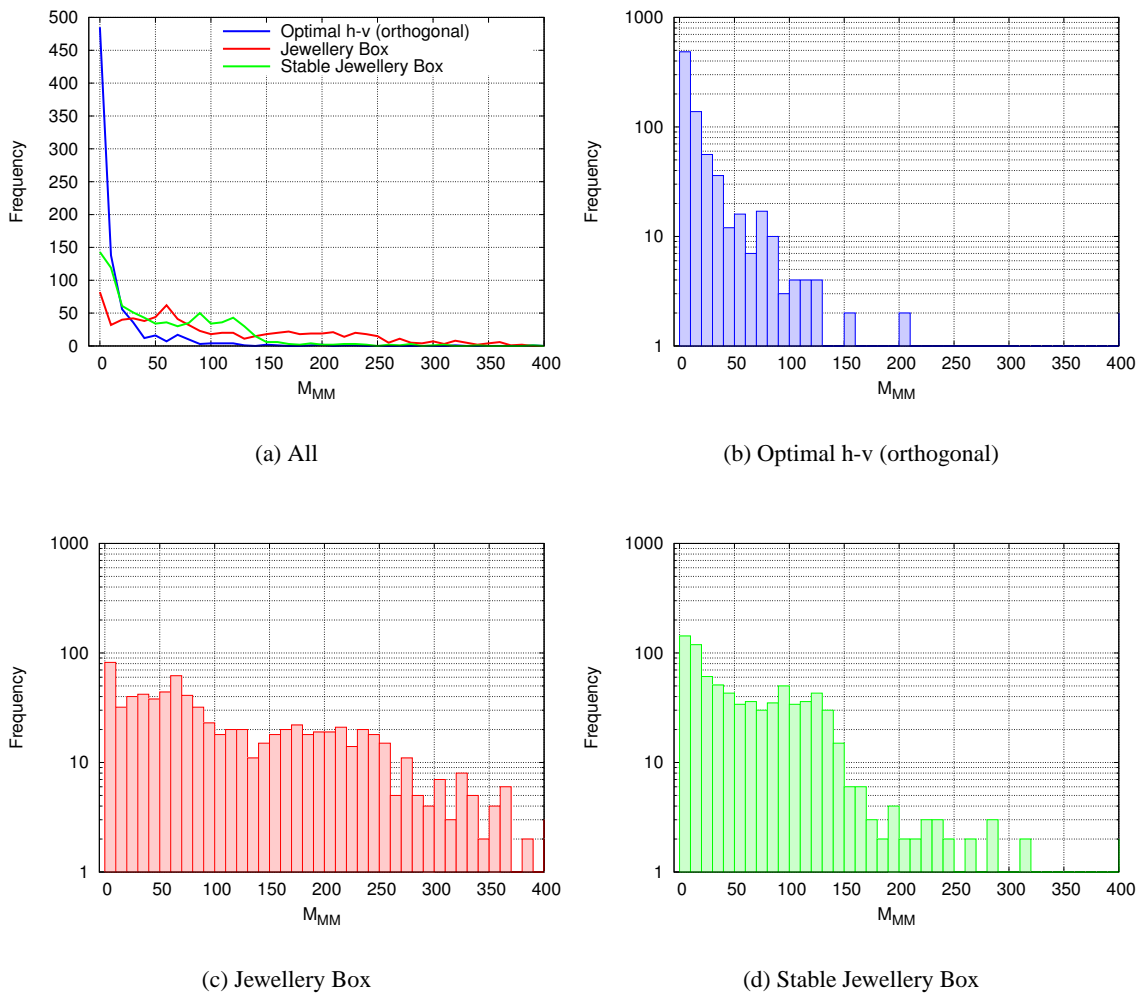 500
450
400
350
300
250
200
150
100
50
0
Frequency
Optimal h-v (orthogonal)
Jewellery Box
Stable Jewellery Box
0 50 100 150 200 250 300 350 400
M_MM
(a) All
1000
100
10
1
Frequency
0 50 100 150 200 250 300 350 400
M_MM
(b) Optimal h-v (orthogonal)
1000
100
10
1
Frequency
0 50 100 150 200 250 300 350 400
M_MM
(c) Jewellery Box
1000
100
10
1
Frequency
0 50 100 150 200 250 300 350 400
M_MM
(d) Stable Jewellery Box